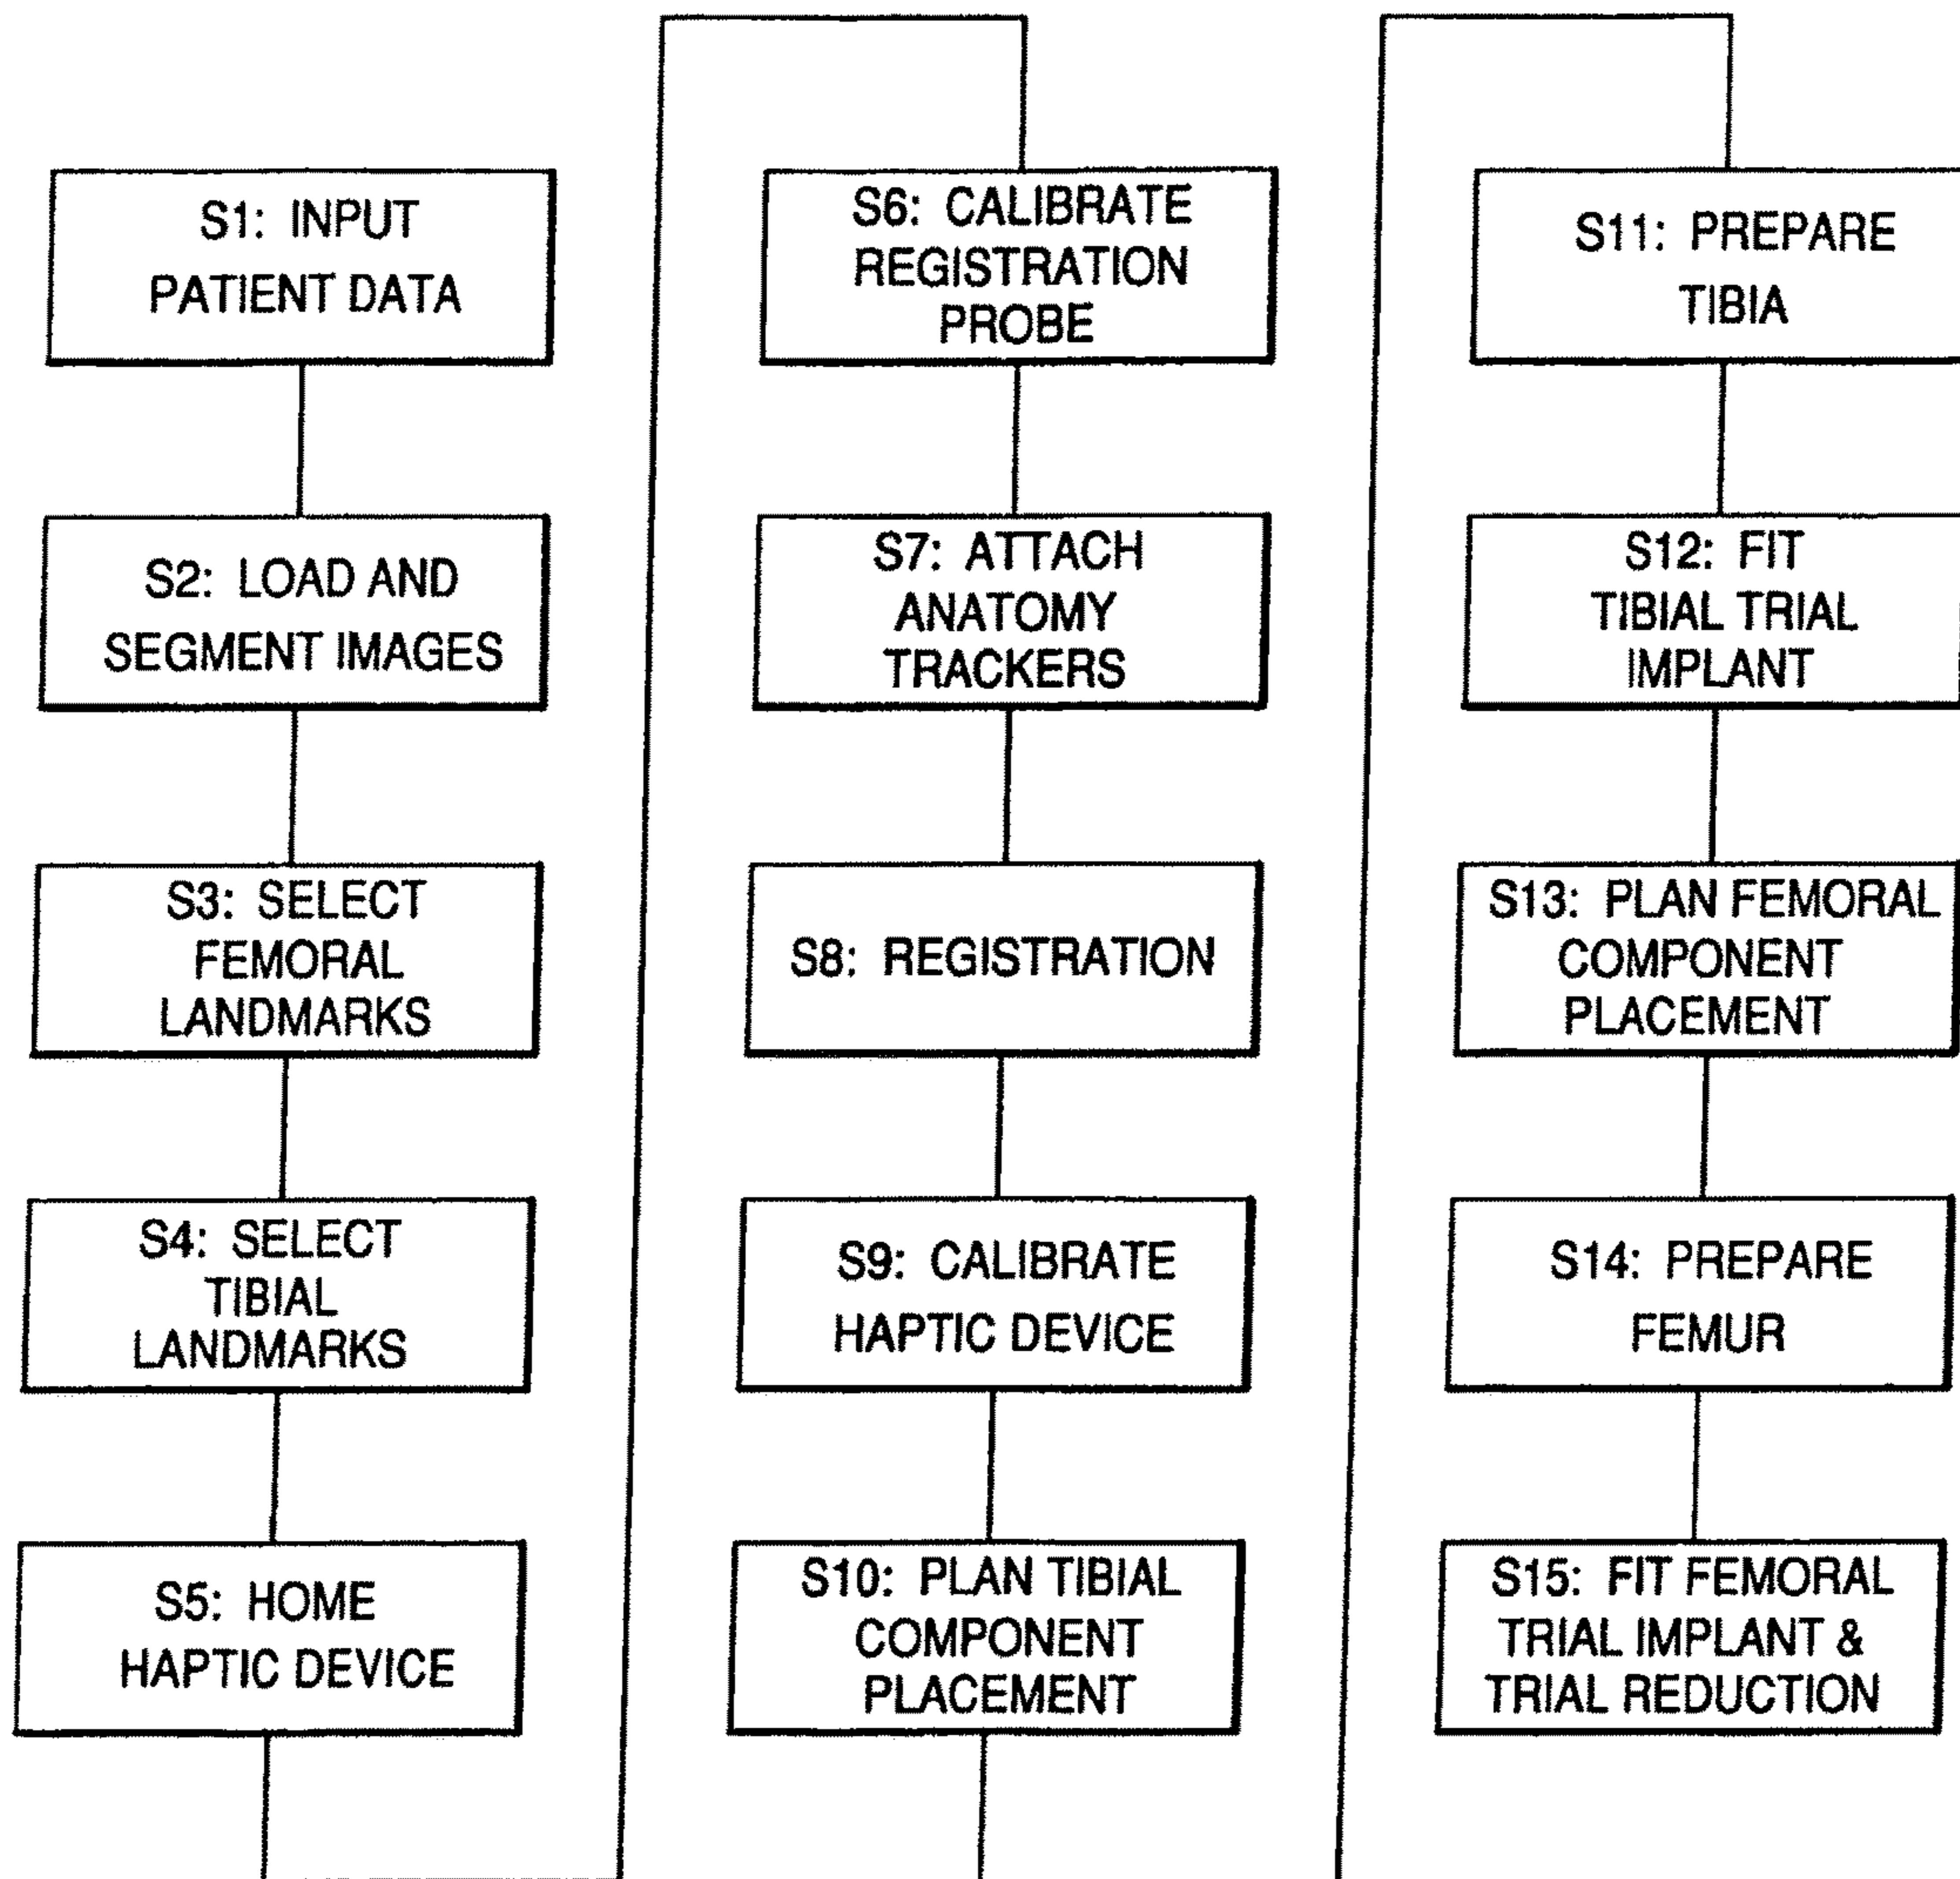 S1: INPUT
PATIENT DATA
S2: LOAD AND
SEGMENT IMAGES
S3: SELECT
FEMORAL
LANDMARKS
S4: SELECT
TIBIAL
LANDMARKS
S5: HOME
HAPTIC DEVICE
S6: CALIBRATE
REGISTRATION
PROBE
S7: ATTACH
ANATOMY
TRACKERS
S8: REGISTRATION
S9: CALIBRATE
HAPTIC DEVICE
S10: PLAN TIBIAL
COMPONENT
PLACEMENT
S11: PREPARE
TIBIA
S12: FIT
TIBIAL TRIAL
IMPLANT
S13: PLAN FEMORAL
COMPONENT
PLACEMENT
S14: PREPARE
FEMUR
S15: FIT FEMORAL
TRIAL IMPLANT &
TRIAL REDUCTION